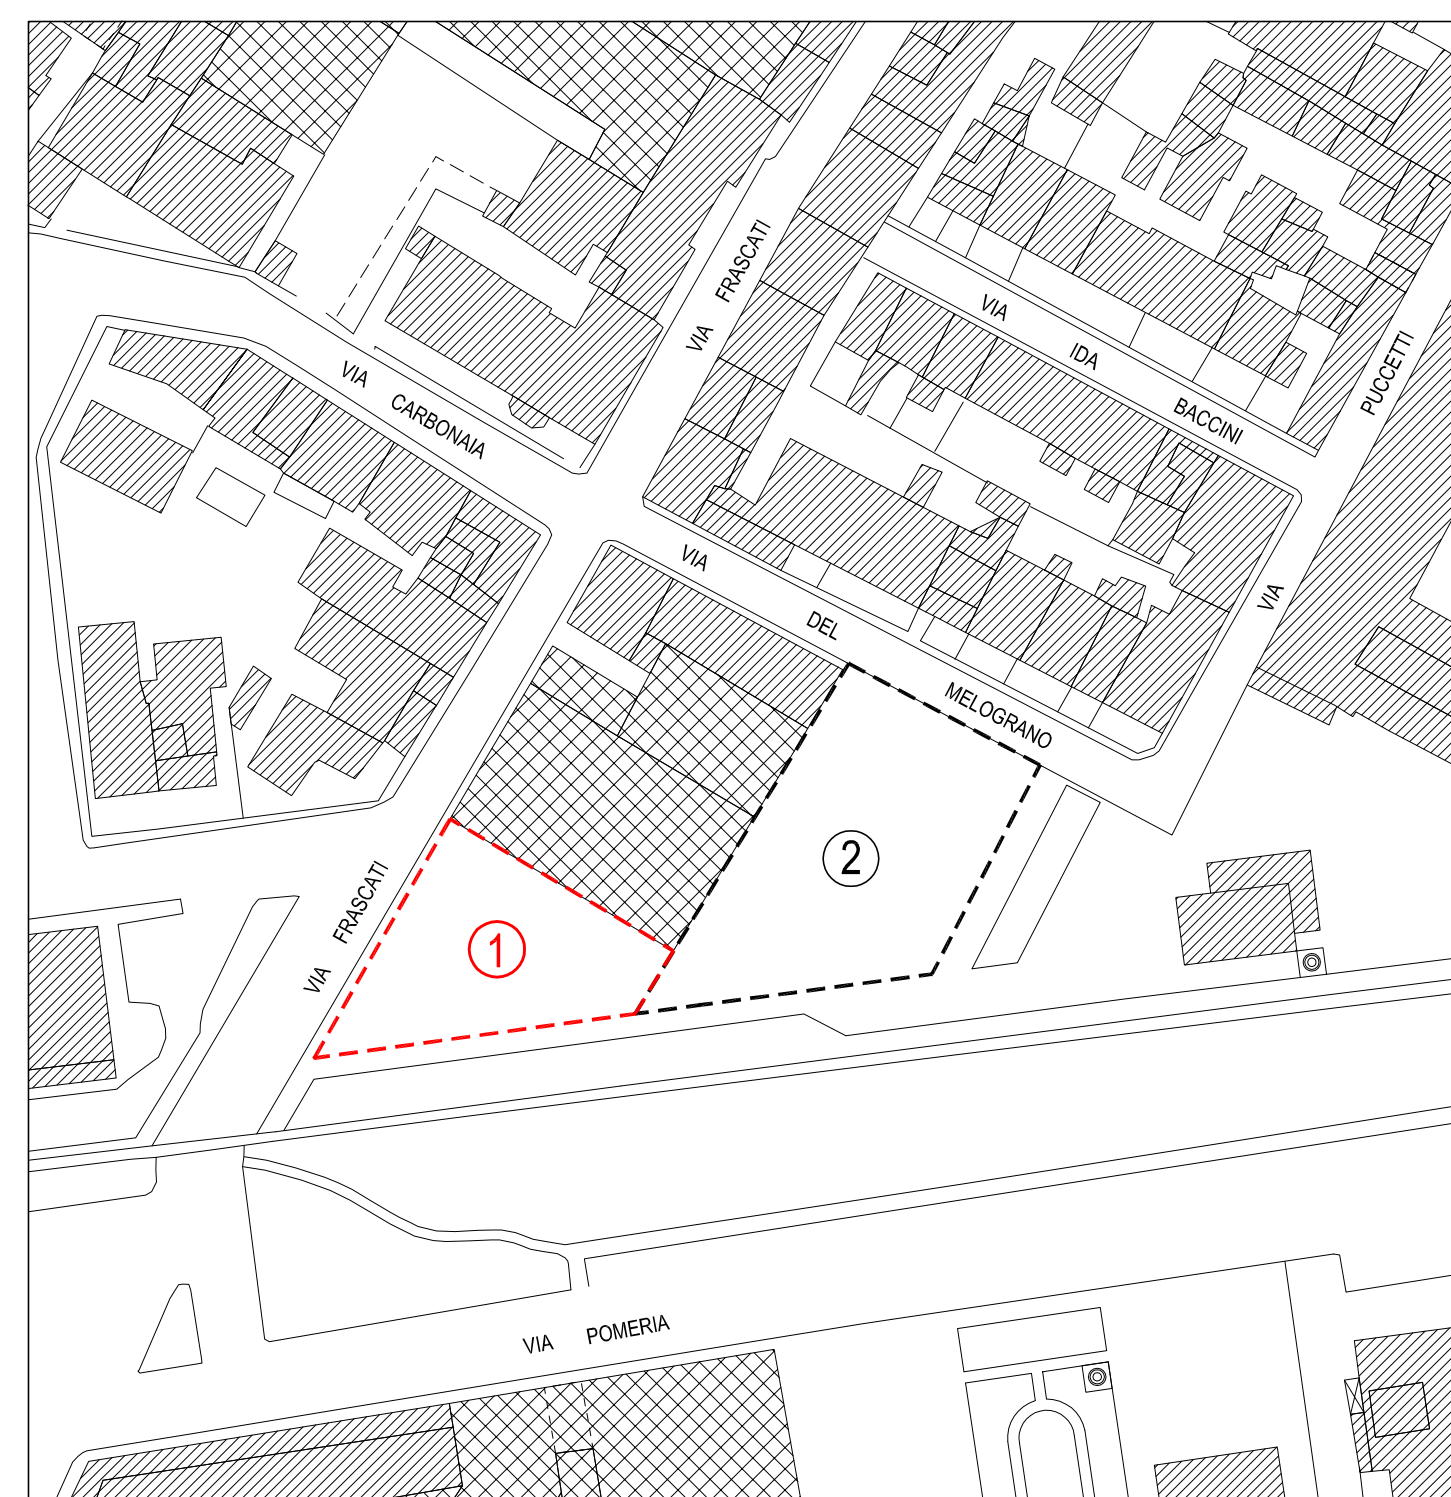 VIA FRASCATI
VIA IDA BACCINI
VIA PUCCETTI
VIA CARBONAIA
VIA DEL MELOGRANO
2
1
VIA FRASCATI
VIA POMERIA